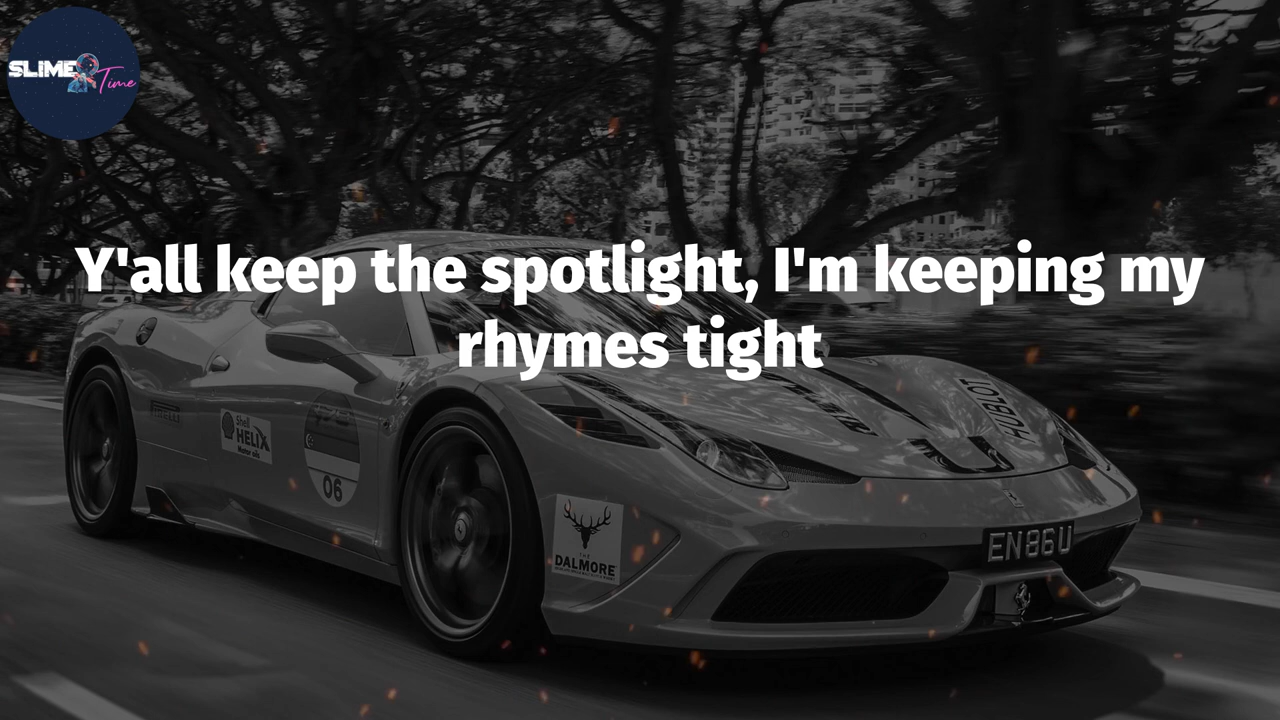 SLIME
Time
Y'all keep the spotlight, I'm keeping my
rhymes tight
HUBLOT
PIRELLI
Shell
HELIX
Motor oils
06
EN86U
THE
DALMORE